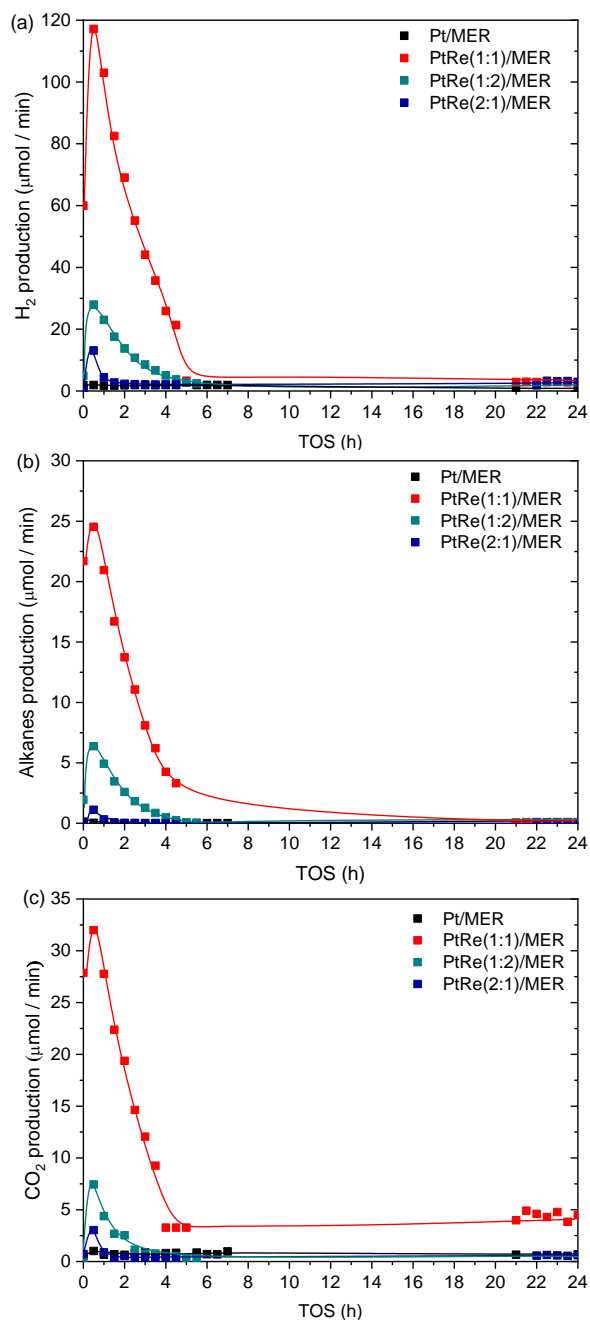 (a)
Pt/MER
PtRe(1:1)/MER
PtRe(1:2)/MER
PtRe(2:1)/MER
H₂ production (μmol / min)
120
100
80
60
40
20
0
0 2 4 6 8 10 12 14 16 18 20 22 24
TOS (h)
(b)
Pt/MER
PtRe(1:1)/MER
PtRe(1:2)/MER
PtRe(2:1)/MER
Alkanes production (μmol / min)
30
25
20
15
10
5
0
0 2 4 6 8 10 12 14 16 18 20 22 24
TOS (h)
(c)
Pt/MER
PtRe(1:1)/MER
PtRe(1:2)/MER
PtRe(2:1)/MER
CO₂ production (μmol / min)
35
30
25
20
15
10
5
0
0 2 4 6 8 10 12 14 16 18 20 22 24
TOS (h)